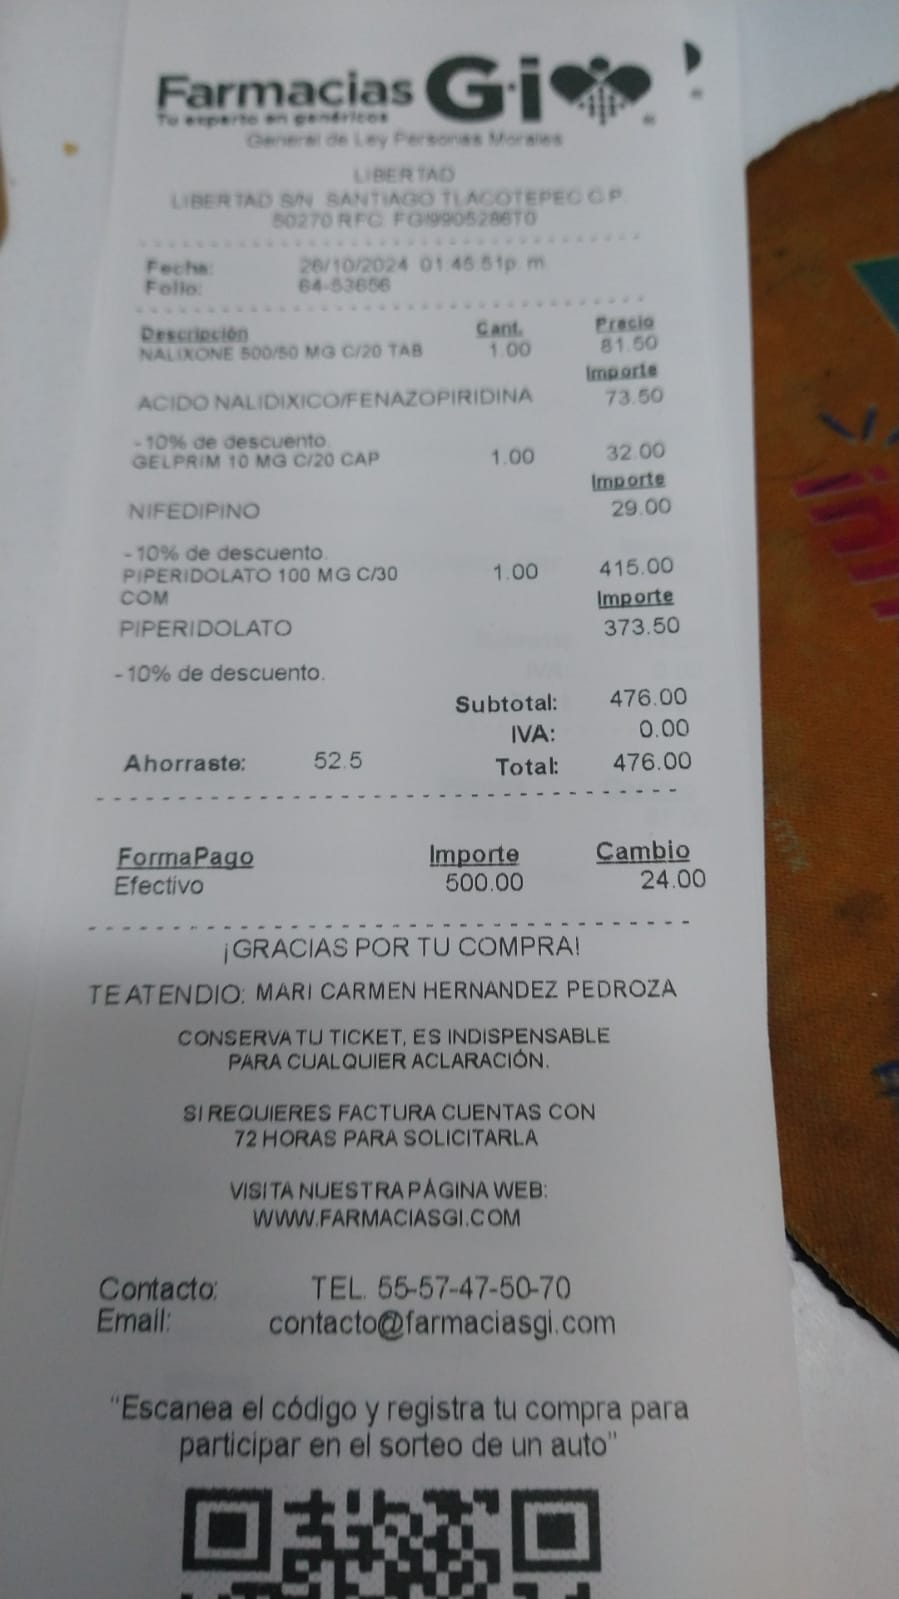 Farmacias G·i
Tu experto en genéricos
General de Ley Personas Morales
LIBERTAD
LIBERTAD S/N SANTIAGO TLACOTEPEC C.P.
50270 RFC. FGI9905286T0
Fecha: 26/10/2024 01:45:51p. m.
Folio: 64-53656
Descripción Cant. Precio
NALIXONE 500/50 MG C/20 TAB 1.00 81.50
Importe
ACIDO NALIDIXICO/FENAZOPIRIDINA 73.50
-10% de descuento.
GELPRIM 10 MG C/20 CAP 1.00 32.00
Importe
NIFEDIPINO 29.00
-10% de descuento.
PIPERIDOLATO 100 MG C/30 1.00 415.00
COM Importe
PIPERIDOLATO 373.50
-10% de descuento.
Subtotal: 476.00
IVA: 0.00
Ahorraste: 52.5 Total: 476.00
FormaPago Importe Cambio
Efectivo 500.00 24.00
¡GRACIAS POR TU COMPRA!
TE ATENDIO: MARI CARMEN HERNANDEZ PEDROZA
CONSERVA TU TICKET, ES INDISPENSABLE
PARA CUALQUIER ACLARACIÓN.
SI REQUIERES FACTURA CUENTAS CON
72 HORAS PARA SOLICITARLA
VISITA NUESTRA PÁGINA WEB:
WWW.FARMACIASGI.COM
Contacto: TEL. 55-57-47-50-70
Email: contacto@farmaciasgi.com
"Escanea el código y registra tu compra para
participar en el sorteo de un auto"